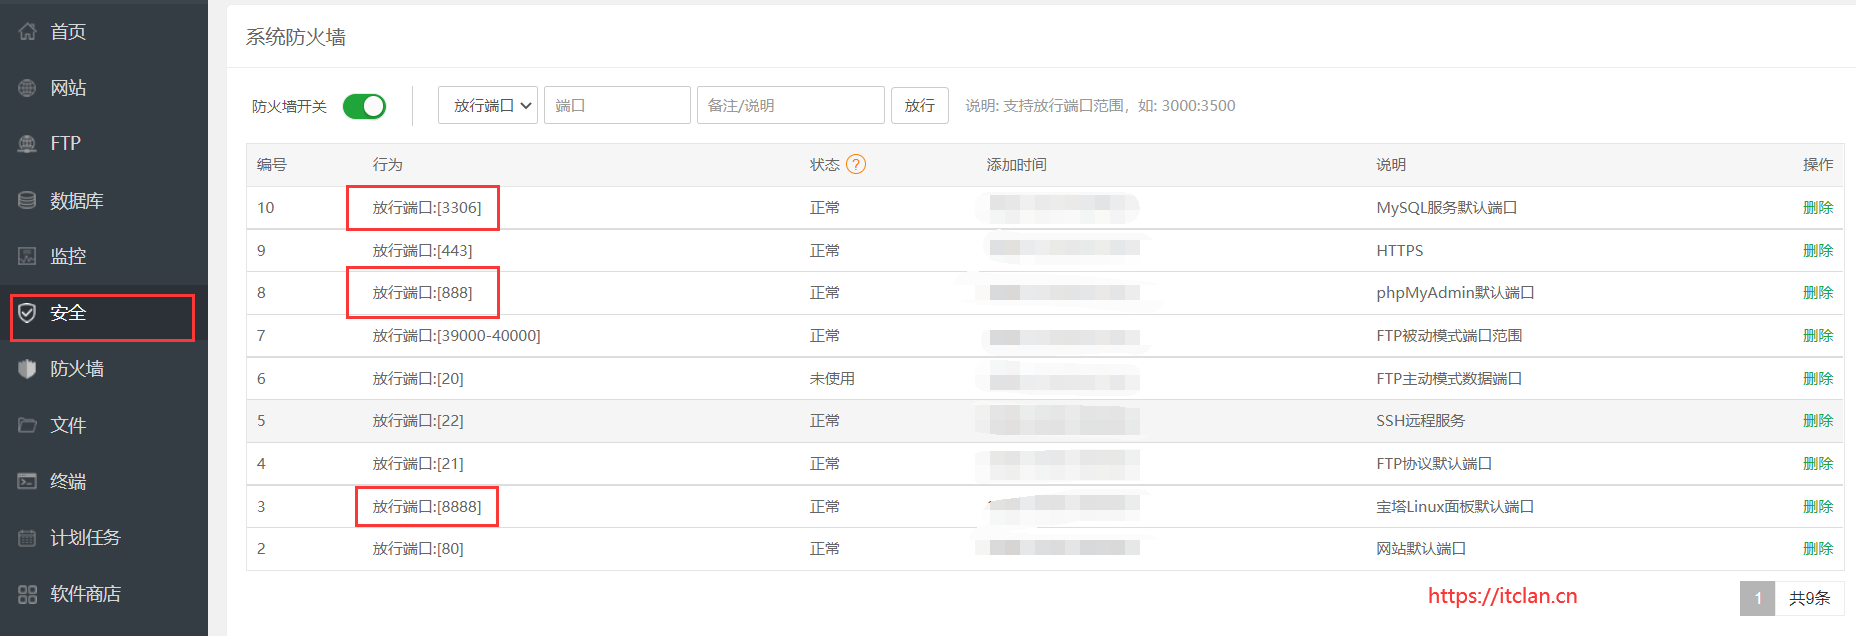 首页
网站
FTP
数据库
监控
安全
防火墙
文件
终端
计划任务
软件商店
系统防火墙
防火墙开关 放行端口 端口 备注/说明 放行 说明: 支持放行端口范围，如: 3000:3500
编号 行为 状态 ? 添加时间 说明 操作
10 放行端口:[3306] 正常 MySQL服务默认端口 删除
9 放行端口:[443] 正常 HTTPS 删除
8 放行端口:[888] 正常 phpMyAdmin默认端口 删除
7 放行端口:[39000-40000] 正常 FTP被动模式端口范围 删除
6 放行端口:[20] 未使用 FTP主动模式数据端口 删除
5 放行端口:[22] 正常 SSH远程服务 删除
4 放行端口:[21] 正常 FTP协议默认端口 删除
3 放行端口:[8888] 正常 宝塔Linux面板默认端口 删除
2 放行端口:[80] 正常 网站默认端口 删除
https://itclan.cn
1 共9条